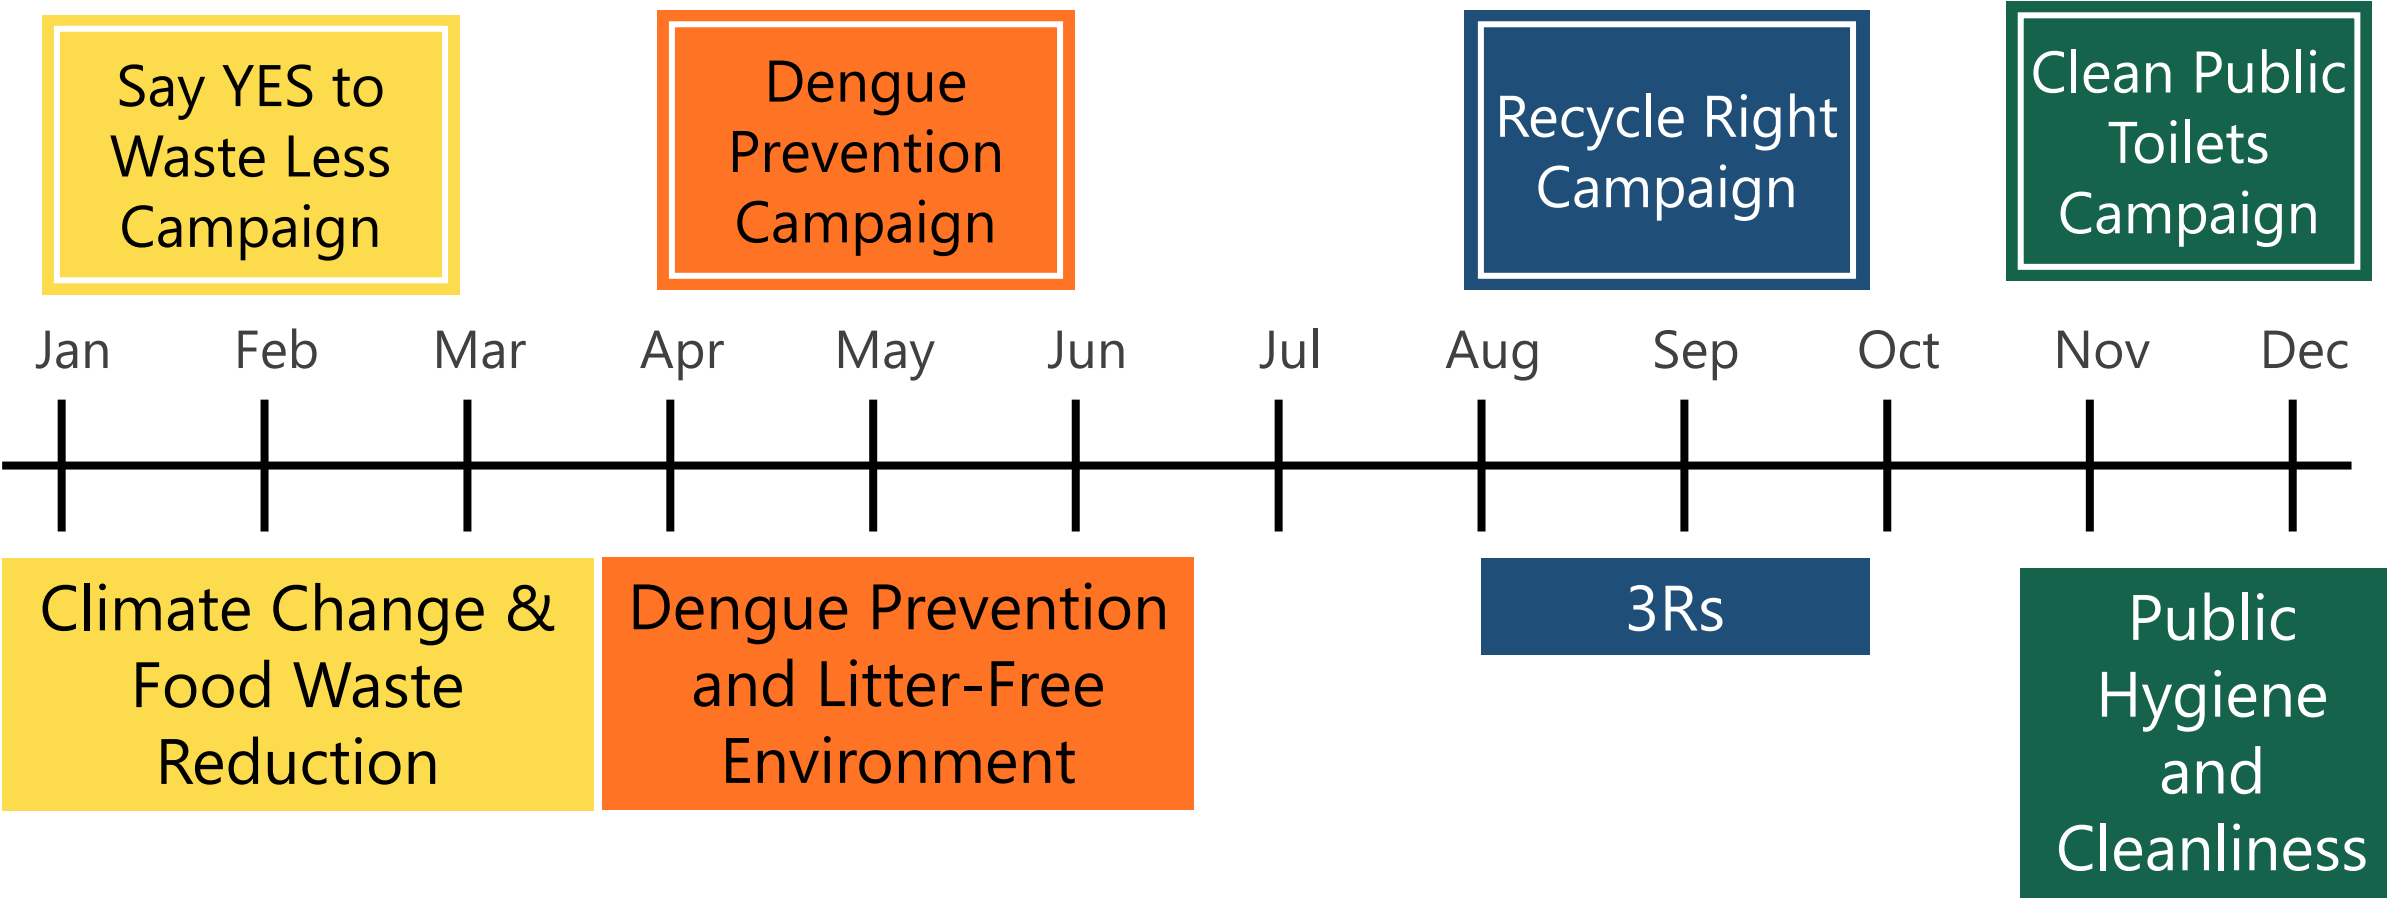 Say YES to
Waste Less
Campaign
Dengue
Prevention
Campaign
Recycle Right
Campaign
Clean Public
Toilets
Campaign
Jan Feb Mar Apr May Jun Jul Aug Sep Oct Nov Dec
Climate Change &
Food Waste
Reduction
Dengue Prevention
and Litter-Free
Environment
3Rs
Public
Hygiene
and
Cleanliness